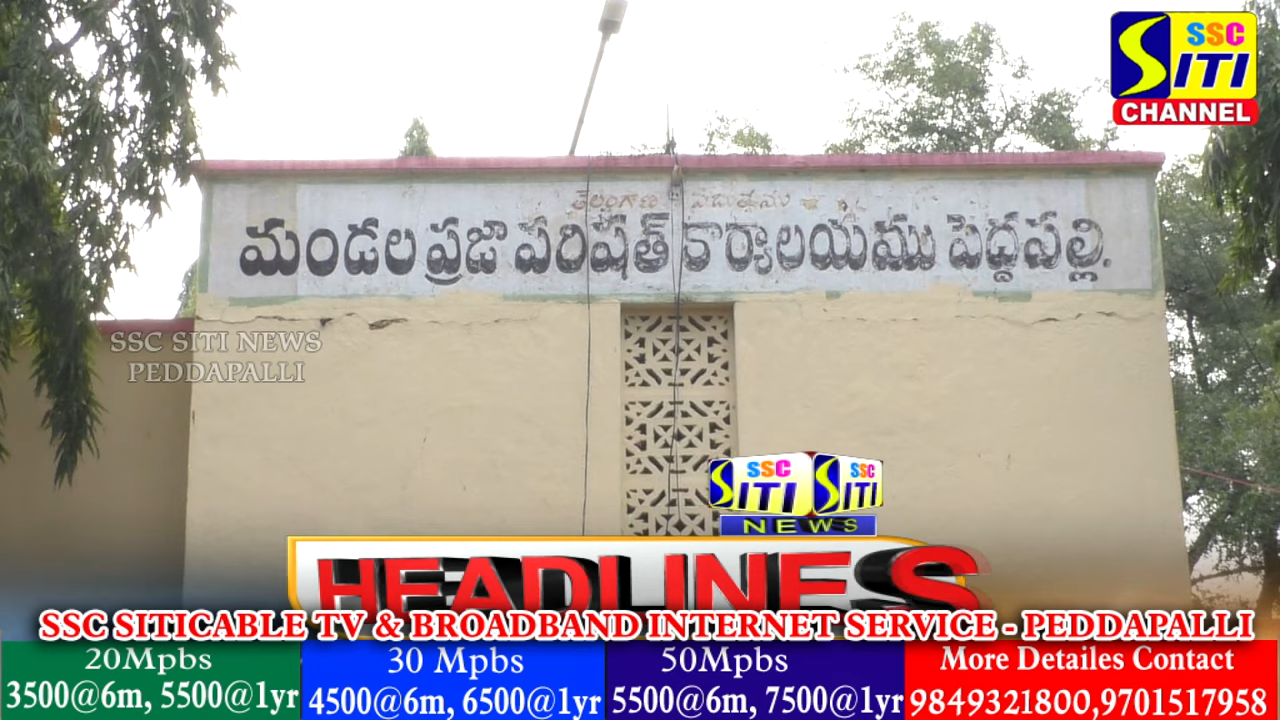 SSC
SITI
CHANNEL
తెలంగాణ
మండల ప్రజా పరిషత్ కార్యాలయము పెద్దపల్లి.
SSC SITI NEWS
PEDDAPALLI
SSC SSC
SITI SITI
NEWS
HEADLINES
SSC SITICABLE TV & BROADBAND INTERNET SERVICE - PEDDAPALLI
20Mpbs 30 Mpbs 50Mpbs More Detailes Contact
3500@6m, 5500@1yr 4500@6m, 6500@1yr 5500@6m, 7500@1yr 9849321800,9701517958